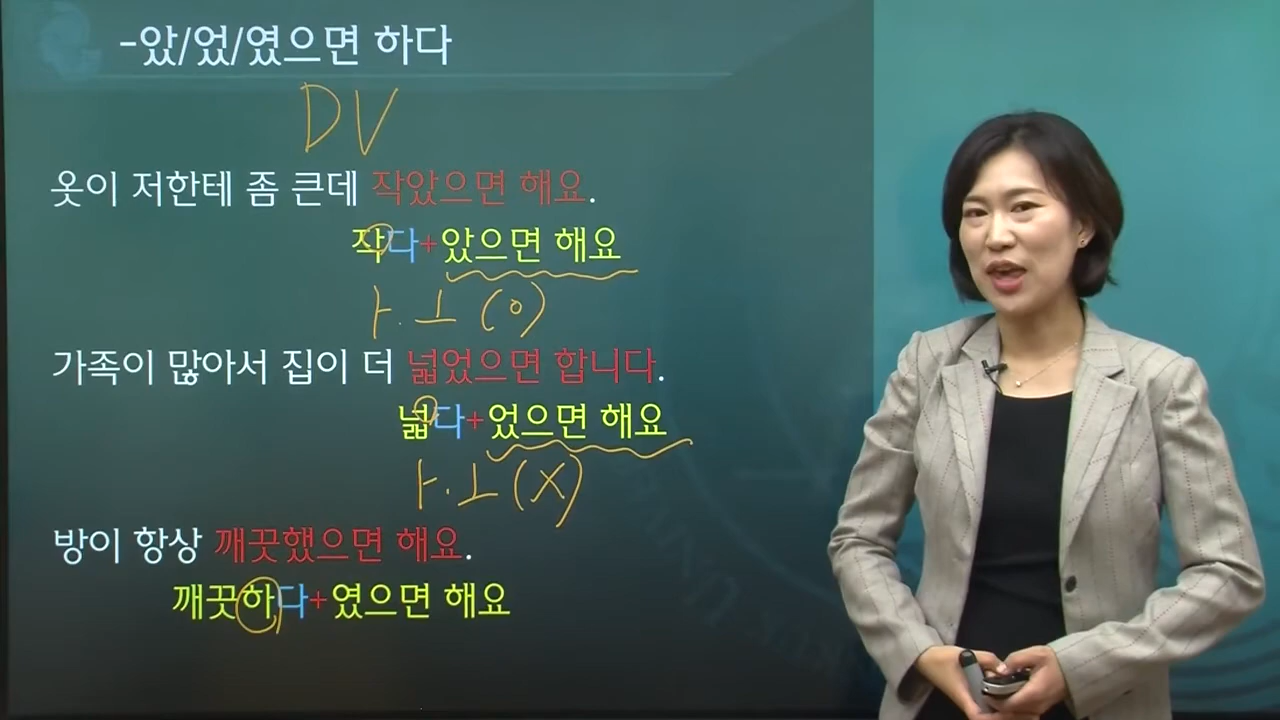 -았/었/였으면 하다
DV
옷이 저한테 좀 큰데 작았으면 해요.
작다+았으면 해요
ㅏ.ㅗ (o)
가족이 많아서 집이 더 넓었으면 합니다.
넓다+었으면 해요
ㅏ.ㅗ (X)
방이 항상 깨끗했으면 해요.
깨끗하다+였으면 해요